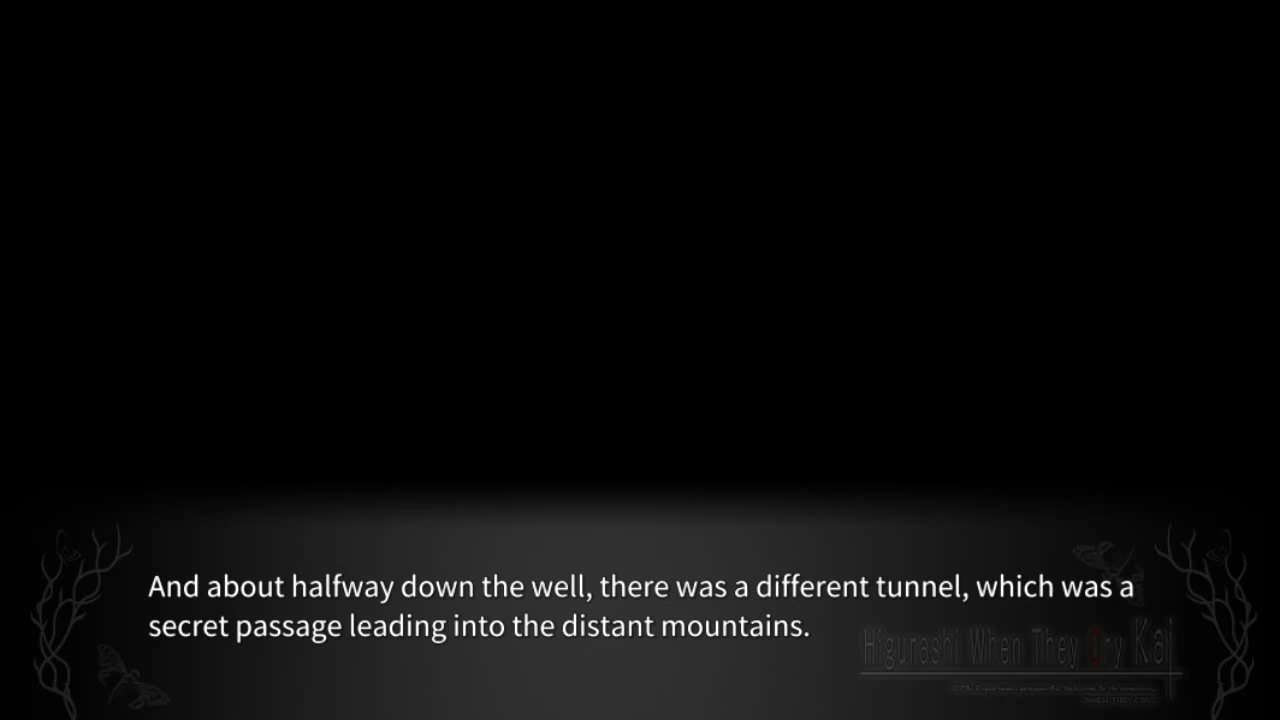 And about halfway down the well, there was a different tunnel, which was a
secret passage leading into the distant mountains.
Higurashi When They Cry Kai